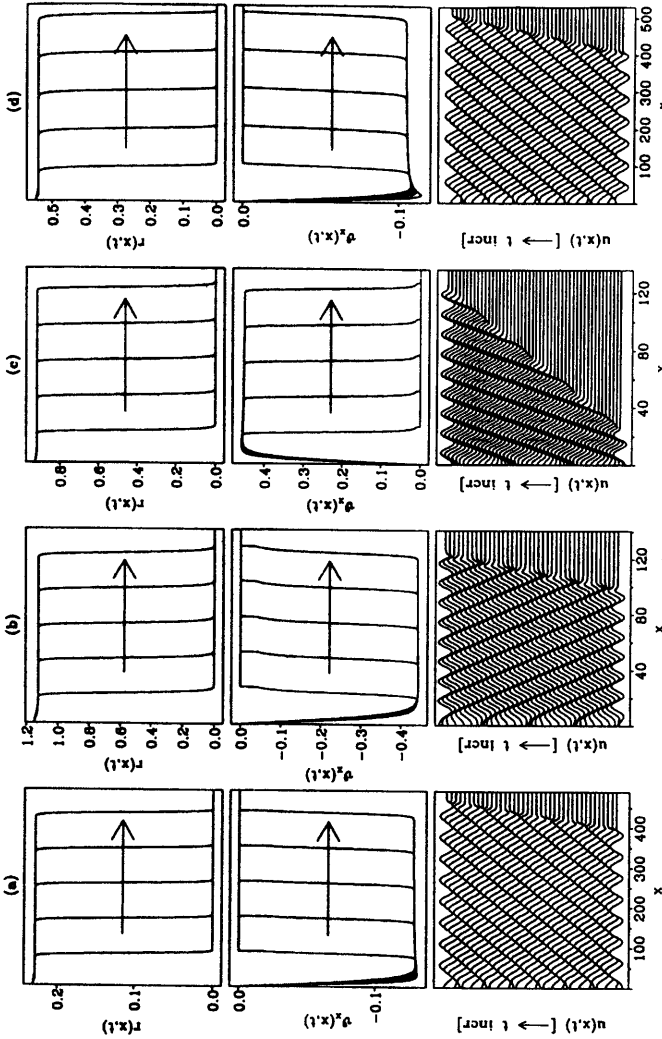 (a)
r(x,t)
0.2
0.0
ϑx(x,t)
0.0
-0.1
u(x,t) [ → t incr]
100 200 300 400
x
(b)
r(x,t)
1.2
1.0
0.8
0.6
0.4
0.2
0.0
ϑx(x,t)
0.0
-0.1
-0.2
-0.3
-0.4
u(x,t) [ → t incr]
40 80 120
x
(c)
r(x,t)
0.8
0.6
0.4
0.2
0.0
ϑx(x,t)
0.4
0.3
0.2
0.1
0.0
u(x,t) [ → t incr]
40 80 120
(d)
r(x,t)
0.5
0.4
0.3
0.2
0.1
0.0
ϑx(x,t)
0.0
-0.1
u(x,t) [ → t incr]
100 200 300 400 500